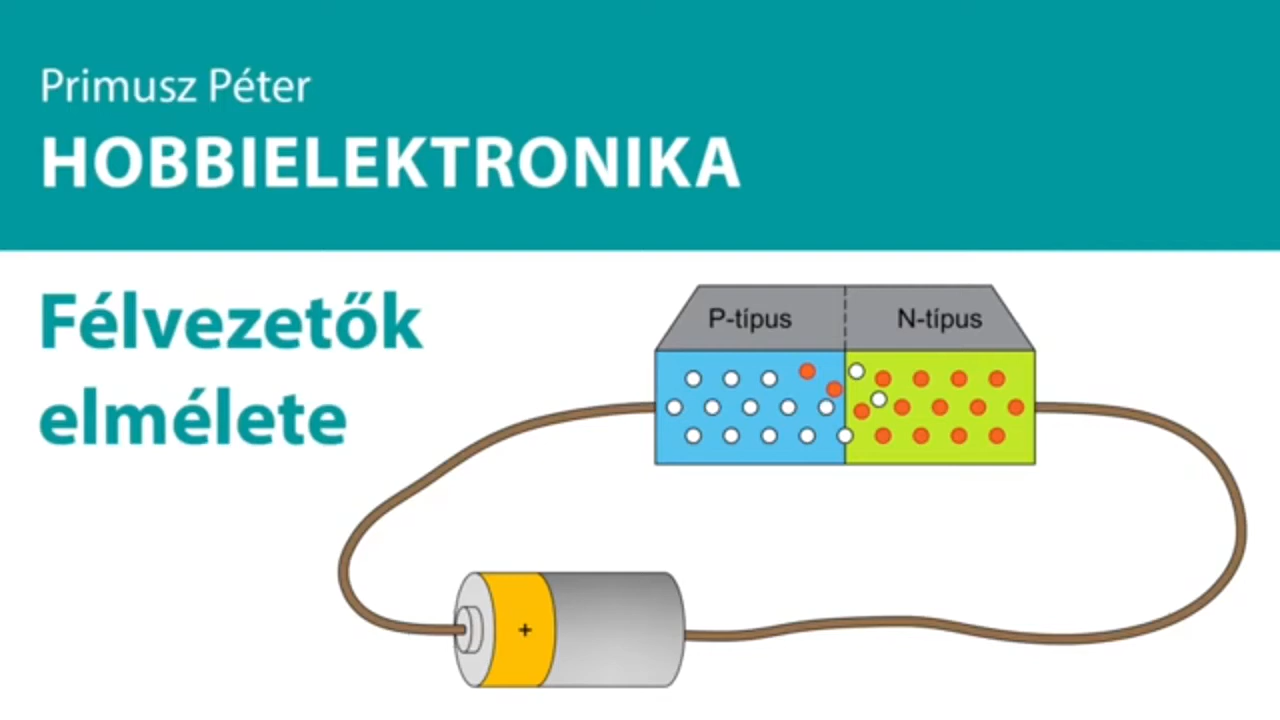 Primusz Péter
HOBBIELEKTRONIKA
Félvezetők
elmélete
P-típus
N-típus
+